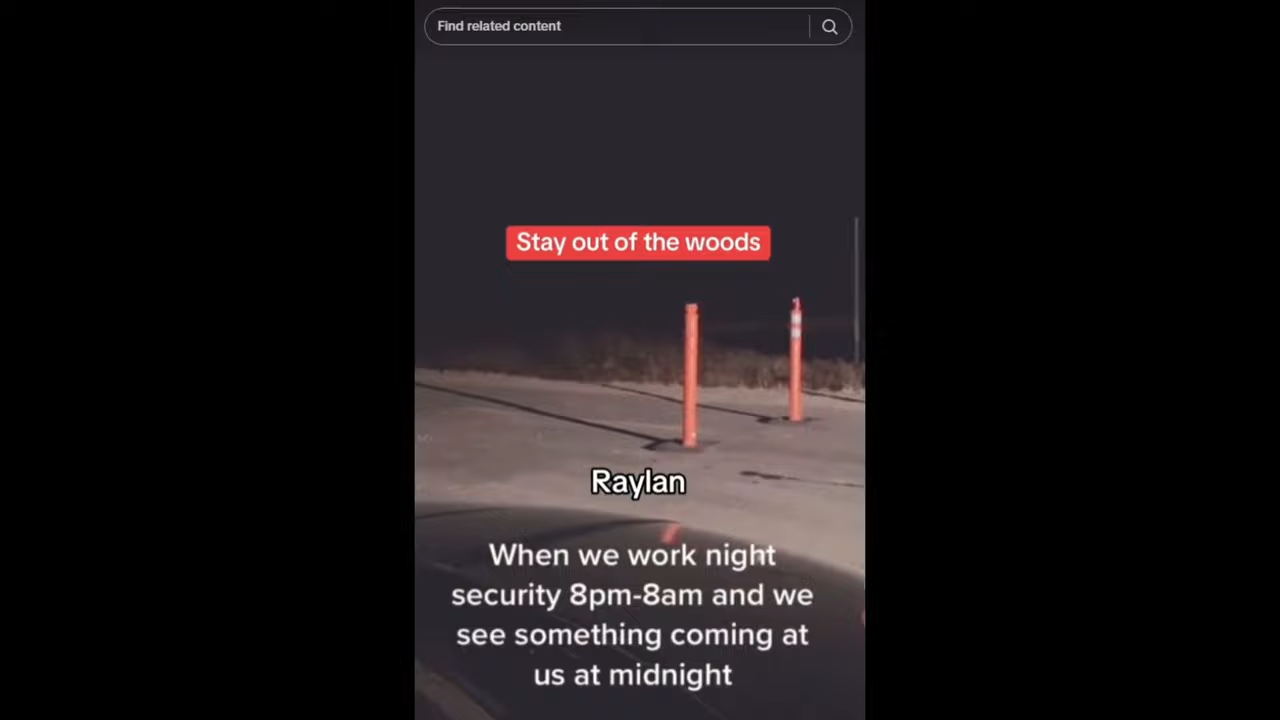 Find related content
Stay out of the woods
Raylan
When we work night
security 8pm-8am and we
see something coming at
us at midnight